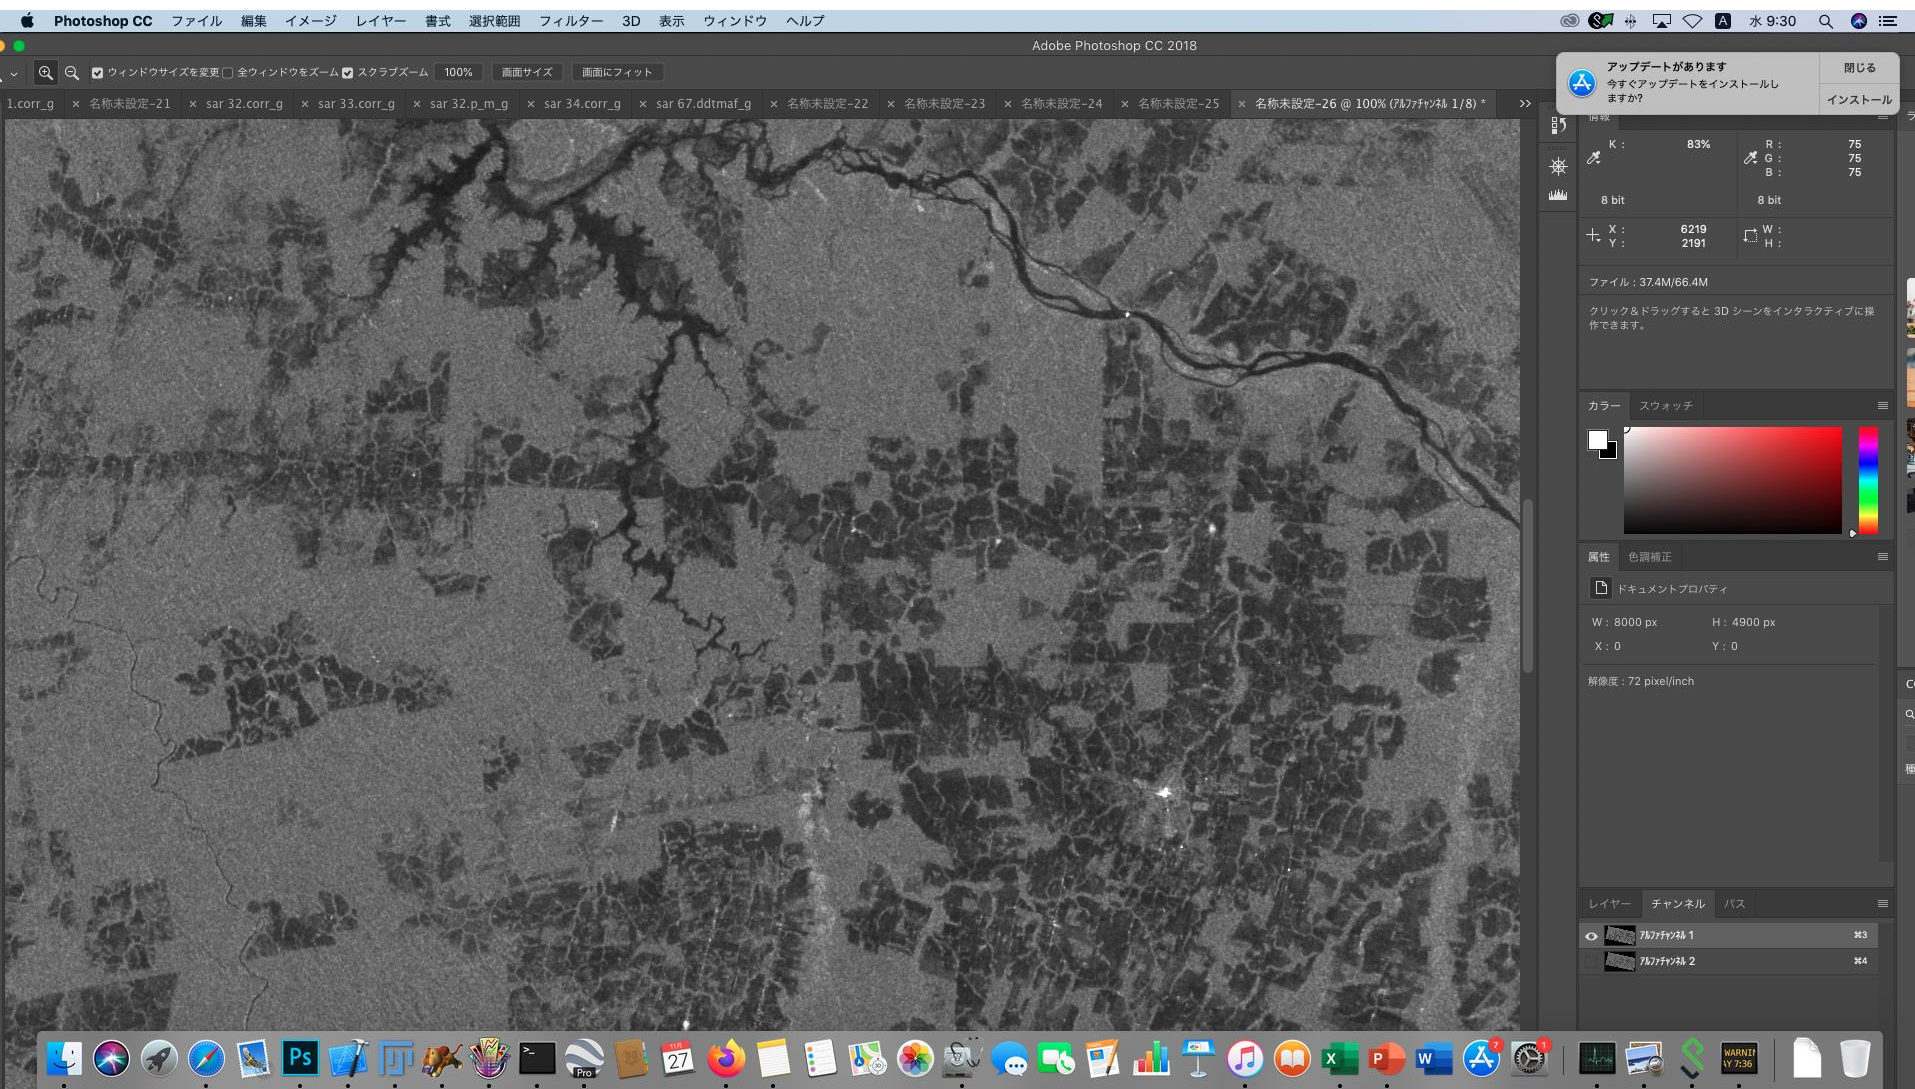 Photoshop CC ファイル 編集 イメージ レイヤー 書式 選択範囲 フィルター 3D 表示 ウィンドウ ヘルプ
A 水 9:30
Adobe Photoshop CC 2018
ウィンドウサイズを変更 全ウィンドウをズーム スクラブズーム 100% 画面サイズ 画面にフィット
アップデートがあります
今すぐアップデートをインストールし
ますか?
閉じる
インストール
1.corr_g × 名称未設定-21 × sar 32.corr_g × sar 33.corr_g × sar 32.p_m_g × sar 34.corr_g × sar 67.ddtmaf_g × 名称未設定-22 × 名称未設定-23 × 名称未設定-24 × 名称未設定-25 × 名称未設定-26 @ 100% (ｱﾙﾌｧﾁｬﾝﾈﾙ 1/8) * >>
情報
K : 83% R : 75
G : 75
B : 75
8 bit 8 bit
X : 6219 W :
Y : 2191 H :
ファイル : 37.4M/66.4M
クリック＆ドラッグすると 3D シーンをインタラクティブに操
作できます。
カラー スウォッチ
属性 色調補正
ドキュメントプロパティ
W : 8000 px H : 4900 px
X : 0 Y : 0
解像度 : 72 pixel/inch
レイヤー チャンネル パス
ｱﾙﾌｧﾁｬﾝﾈﾙ 1 ⌘3
ｱﾙﾌｧﾁｬﾝﾈﾙ 2 ⌘4
Ps
>_
Pro
11月
27
X
P
W
7
1
WARNIN
AY 7:36